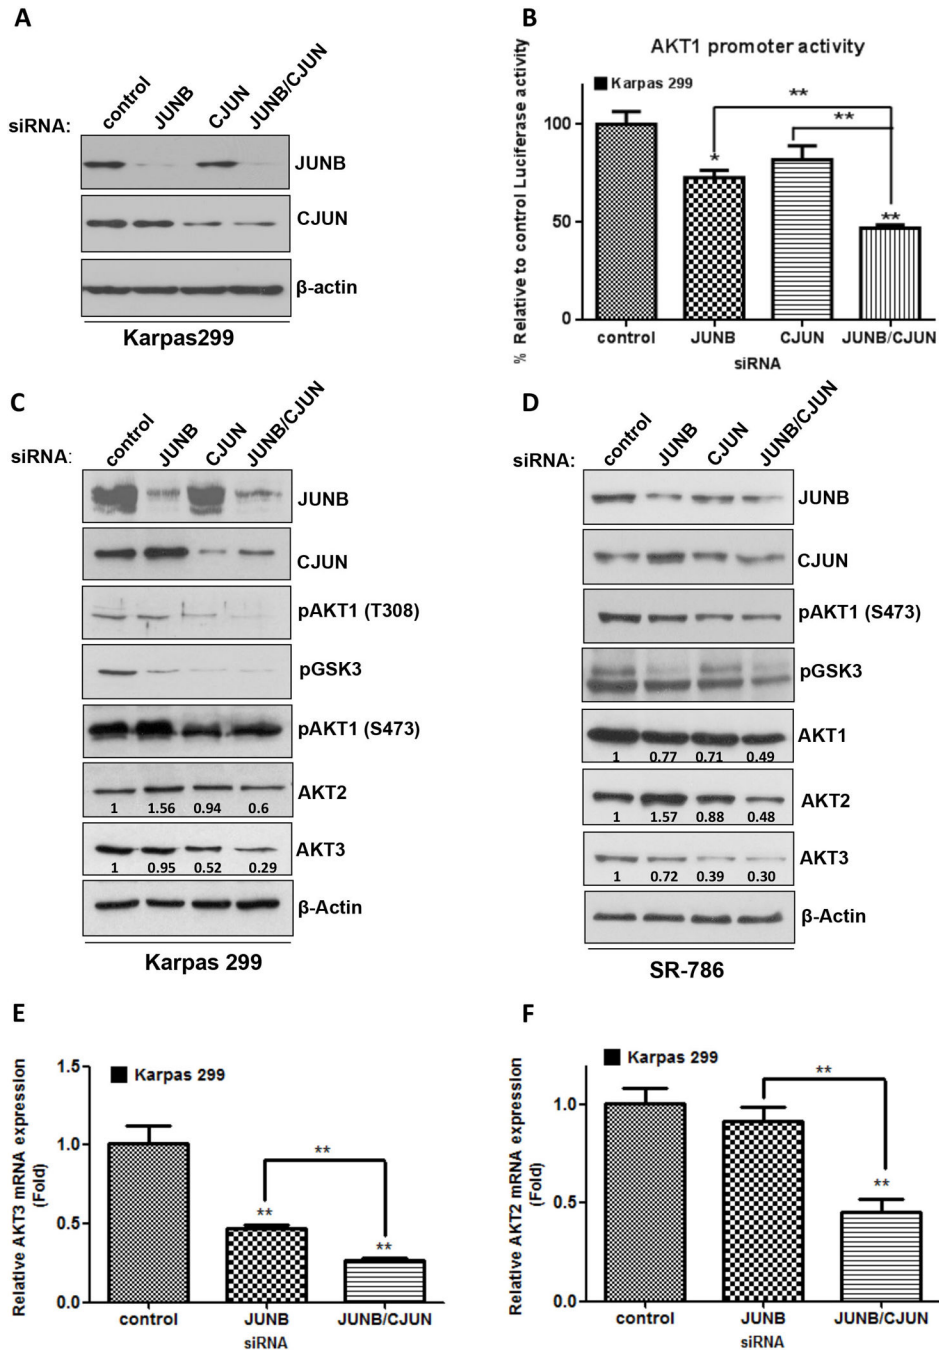 A
siRNA: control JUNB CJUN JUNB/CJUN
JUNB
CJUN
β-actin
Karpas299
B
AKT1 promoter activity
% Relative to control Luciferase activity
Karpas 299
**
**
*
**
100
50
0
control JUNB CJUN JUNB/CJUN
siRNA
C
siRNA: control JUNB CJUN JUNB/CJUN
JUNB
CJUN
pAKT1 (T308)
pGSK3
pAKT1 (S473)
AKT2
1 1.56 0.94 0.6
AKT3
1 0.95 0.52 0.29
β-Actin
Karpas 299
D
siRNA: control JUNB CJUN JUNB/CJUN
JUNB
CJUN
pAKT1 (S473)
pGSK3
AKT1
1 0.77 0.71 0.49
AKT2
1 1.57 0.88 0.48
AKT3
1 0.72 0.39 0.30
β-Actin
SR-786
E
Relative AKT3 mRNA expression
(Fold)
Karpas 299
1.5
1.0
0.5
0.0
**
**
**
control JUNB JUNB/CJUN
siRNA
F
Relative AKT2 mRNA expression
(Fold)
Karpas 299
1.0
0.5
0.0
**
**
control JUNB JUNB/CJUN
siRNA